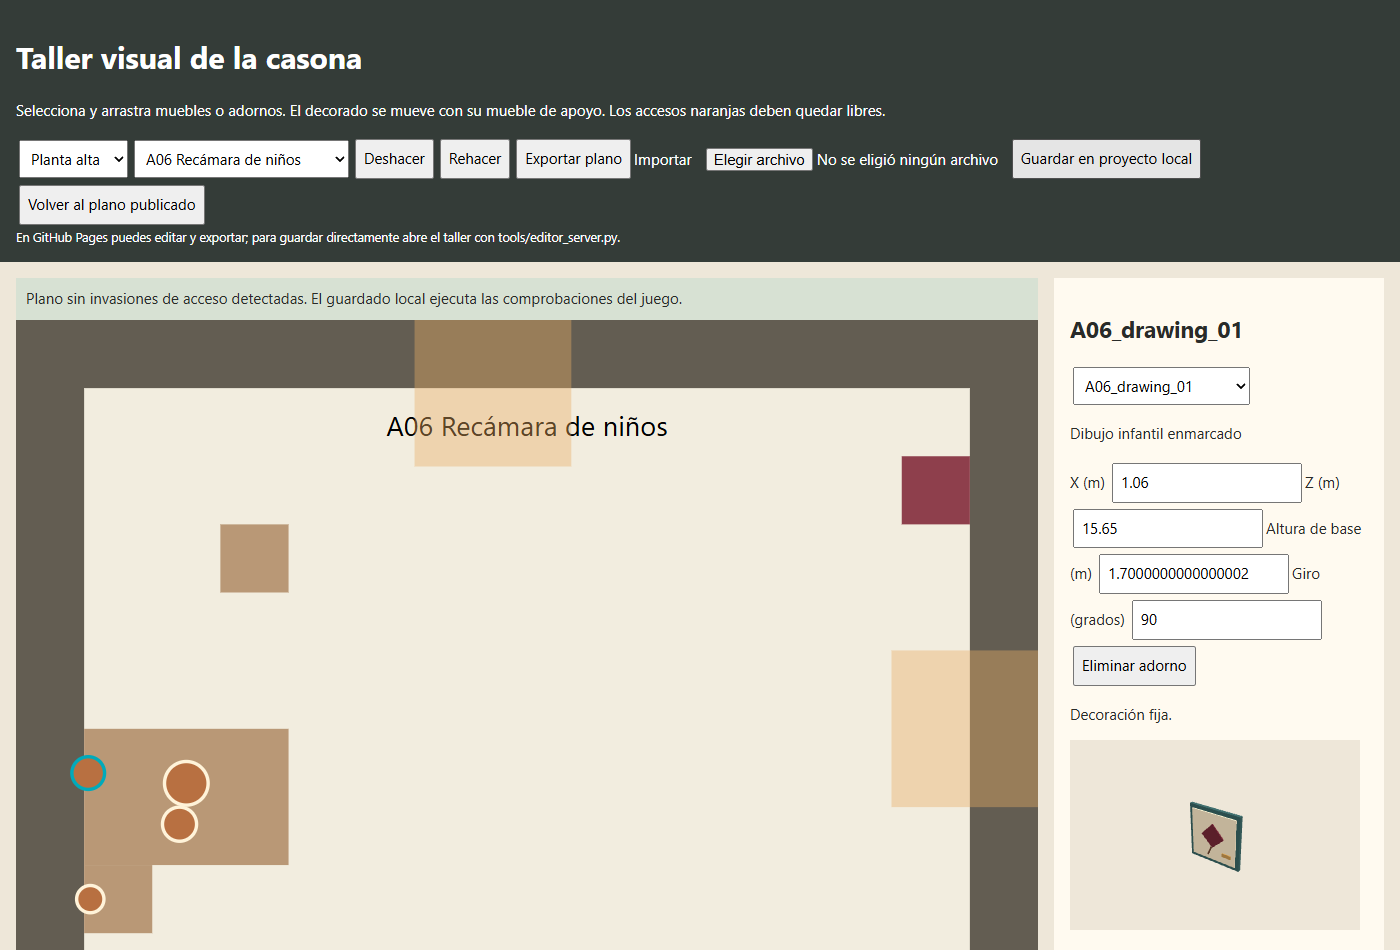 Taller visual de la casona
Selecciona y arrastra muebles o adornos. El decorado se mueve con su mueble de apoyo. Los accesos naranjas deben quedar libres.
Planta alta A06 Recámara de niños Deshacer Rehacer Exportar plano Importar Elegir archivo No se eligió ningún archivo Guardar en proyecto local
Volver al plano publicado
En GitHub Pages puedes editar y exportar; para guardar directamente abre el taller con tools/editor_server.py.
Plano sin invasiones de acceso detectadas. El guardado local ejecuta las comprobaciones del juego.
A06 Recámara de niños
A06_drawing_01
A06_drawing_01
Dibujo infantil enmarcado
X (m) 1.06 Z (m)
15.65 Altura de base
(m) 1.7000000000000002 Giro
(grados) 90
Eliminar adorno
Decoración fija.